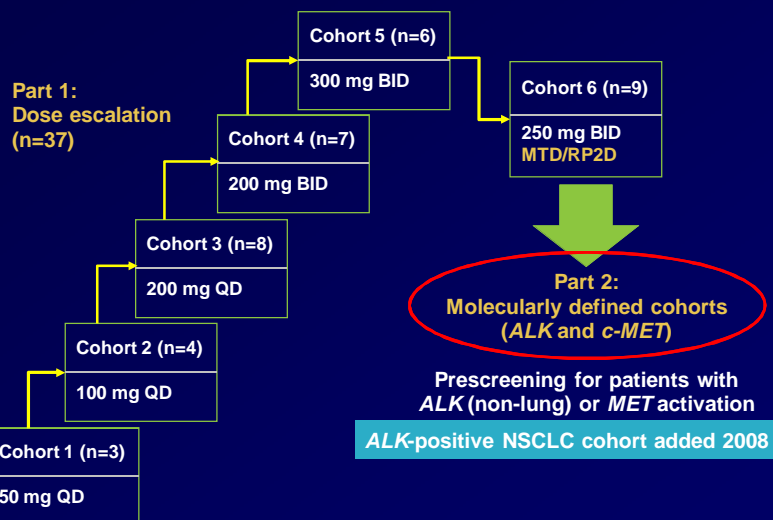 Part 1:
Dose escalation
(n=37)
Cohort 5 (n=6)
300 mg BID
Cohort 6 (n=9)
250 mg BID
MTD/RP2D
Cohort 4 (n=7)
200 mg BID
Cohort 3 (n=8)
200 mg QD
Cohort 2 (n=4)
100 mg QD
Cohort 1 (n=3)
50 mg QD
Part 2:
Molecularly defined cohorts
(ALK and c-MET)
Prescreening for patients with
ALK (non-lung) or MET activation
ALK-positive NSCLC cohort added 2008